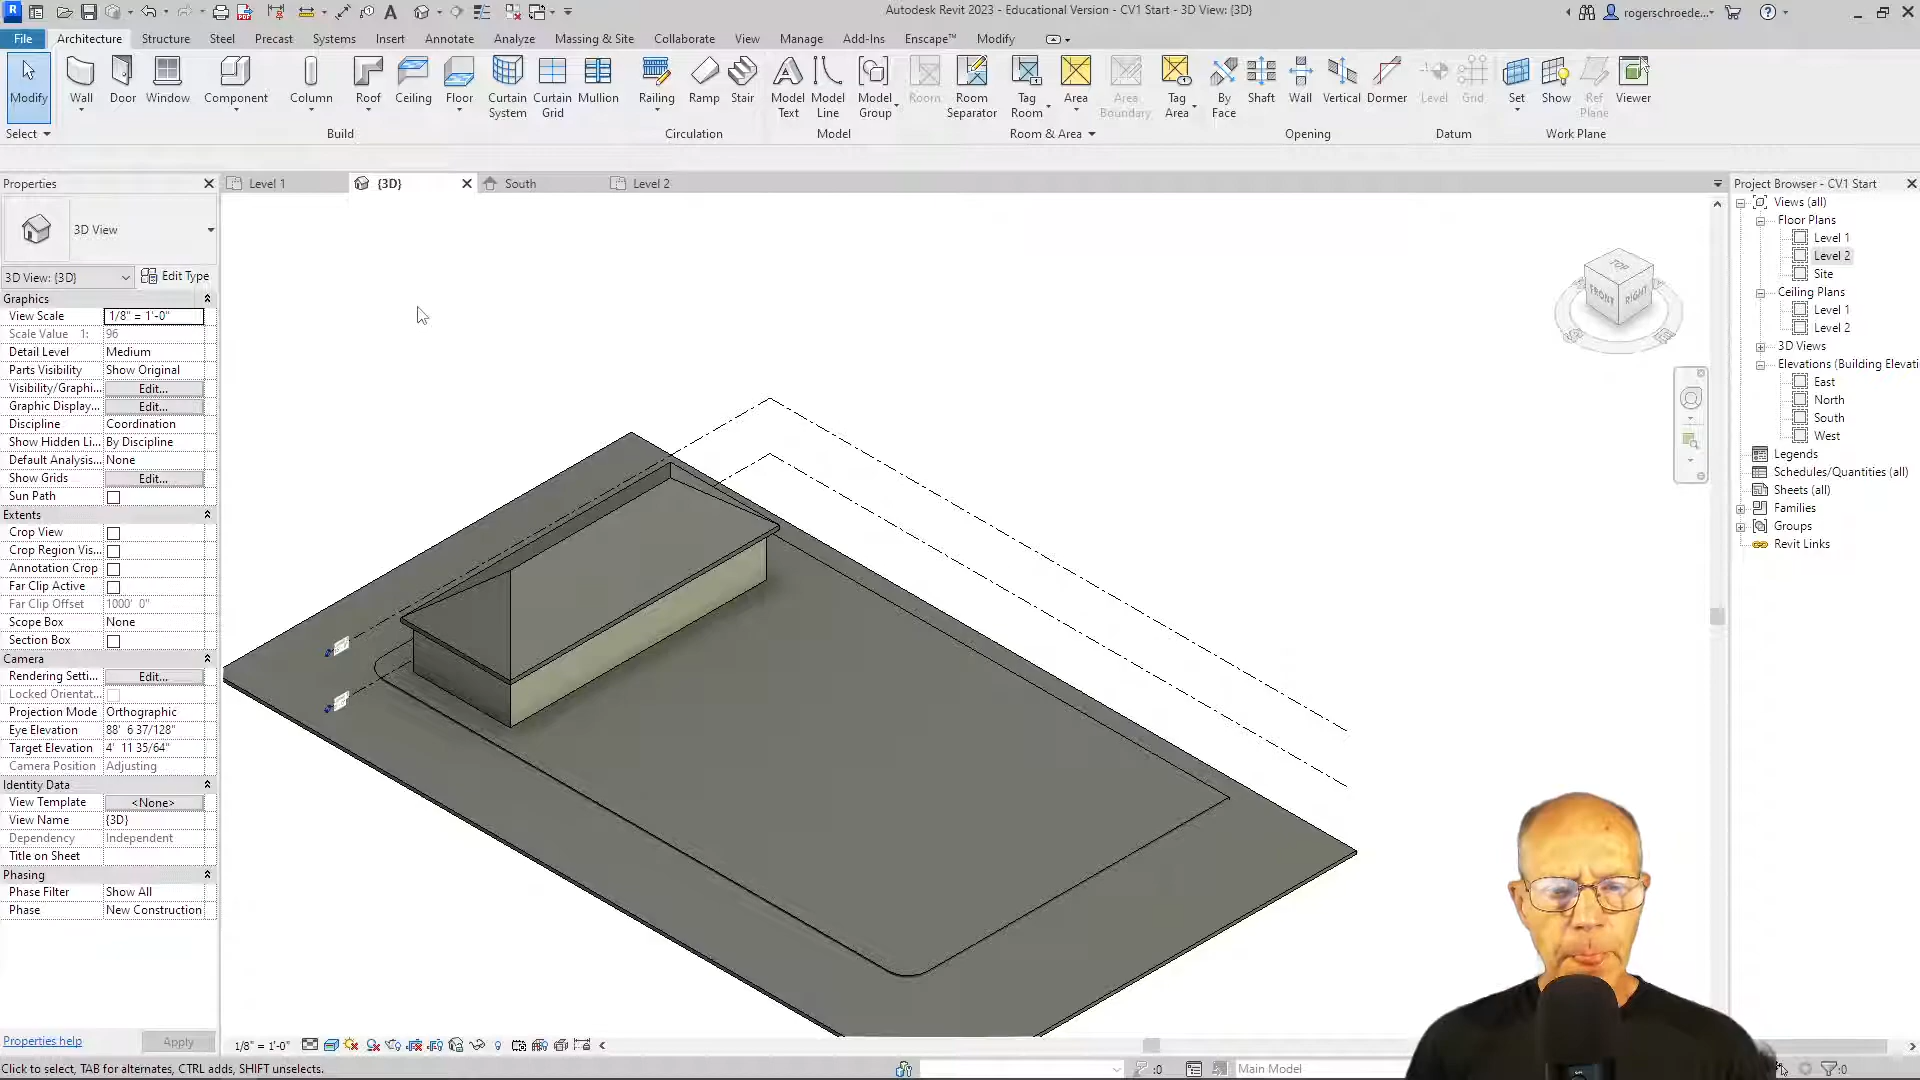 Autodesk Revit 2023 - Educational Version - CV1 Start - 3D View: {3D}
rogerschroede...
File Architecture Structure Steel Precast Systems Insert Annotate Analyze Massing & Site Collaborate View Manage Add-Ins Enscape™ Modify
Modify Wall Door Window Component Column Roof Ceiling Floor Curtain System Curtain Grid Mullion Railing Ramp Stair Model Text Model Line Model Group Room Room Separator Tag Room Area Area Boundary Tag Area By Face Shaft Wall Vertical Dormer Level Grid Set Show Ref Plane Viewer
Select Build Circulation Model Room & Area Opening Datum Work Plane
Properties
Level 1 {3D} South Level 2
Project Browser - CV1 Start
3D View
3D View: {3D} Edit Type
Graphics
View Scale 1/8" = 1'-0"
Scale Value 1: 96
Detail Level Medium
Parts Visibility Show Original
Visibility/Graphi... Edit...
Graphic Display... Edit...
Discipline Coordination
Show Hidden Li... By Discipline
Default Analysis... None
Show Grids Edit...
Sun Path
Extents
Crop View
Crop Region Vis...
Annotation Crop
Far Clip Active
Far Clip Offset 1000' 0"
Scope Box None
Section Box
Camera
Rendering Setti... Edit...
Locked Orientat...
Projection Mode Orthographic
Eye Elevation 88' 6 37/128"
Target Elevation 4' 11 35/64"
Camera Position Adjusting
Identity Data
View Template <None>
View Name {3D}
Dependency Independent
Title on Sheet
Phasing
Phase Filter Show All
Phase New Construction
Properties help Apply
TOP
FRONT RIGHT
Views (all)
Floor Plans
Level 1
Level 2
Site
Ceiling Plans
Level 1
Level 2
3D Views
Elevations (Building Elevati
East
North
South
West
Legends
Schedules/Quantities (all)
Sheets (all)
Families
Groups
Revit Links
1/8" = 1'-0"
Click to select, TAB for alternates, CTRL adds, SHIFT unselects.
:0 Main Model :0